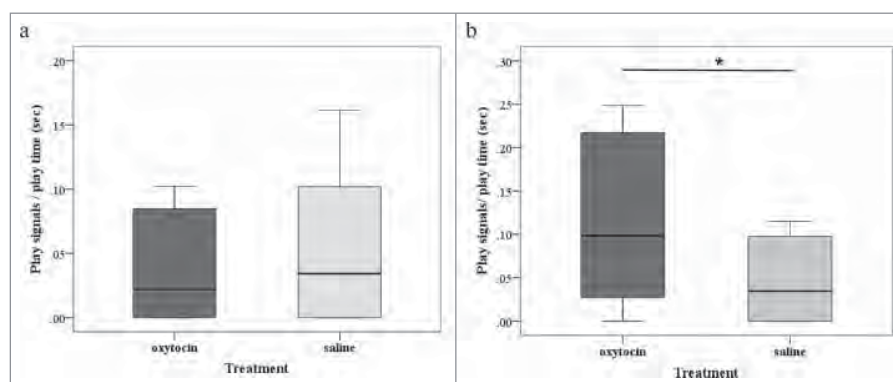 a
.20
.15
.10
.05
.00
Play signals / play time (sec)
oxytocin
saline
Treatment
b
*
.30
.25
.20
.15
.10
.05
.00
Play signals/ play time (sec)
oxytocin
saline
Treatment